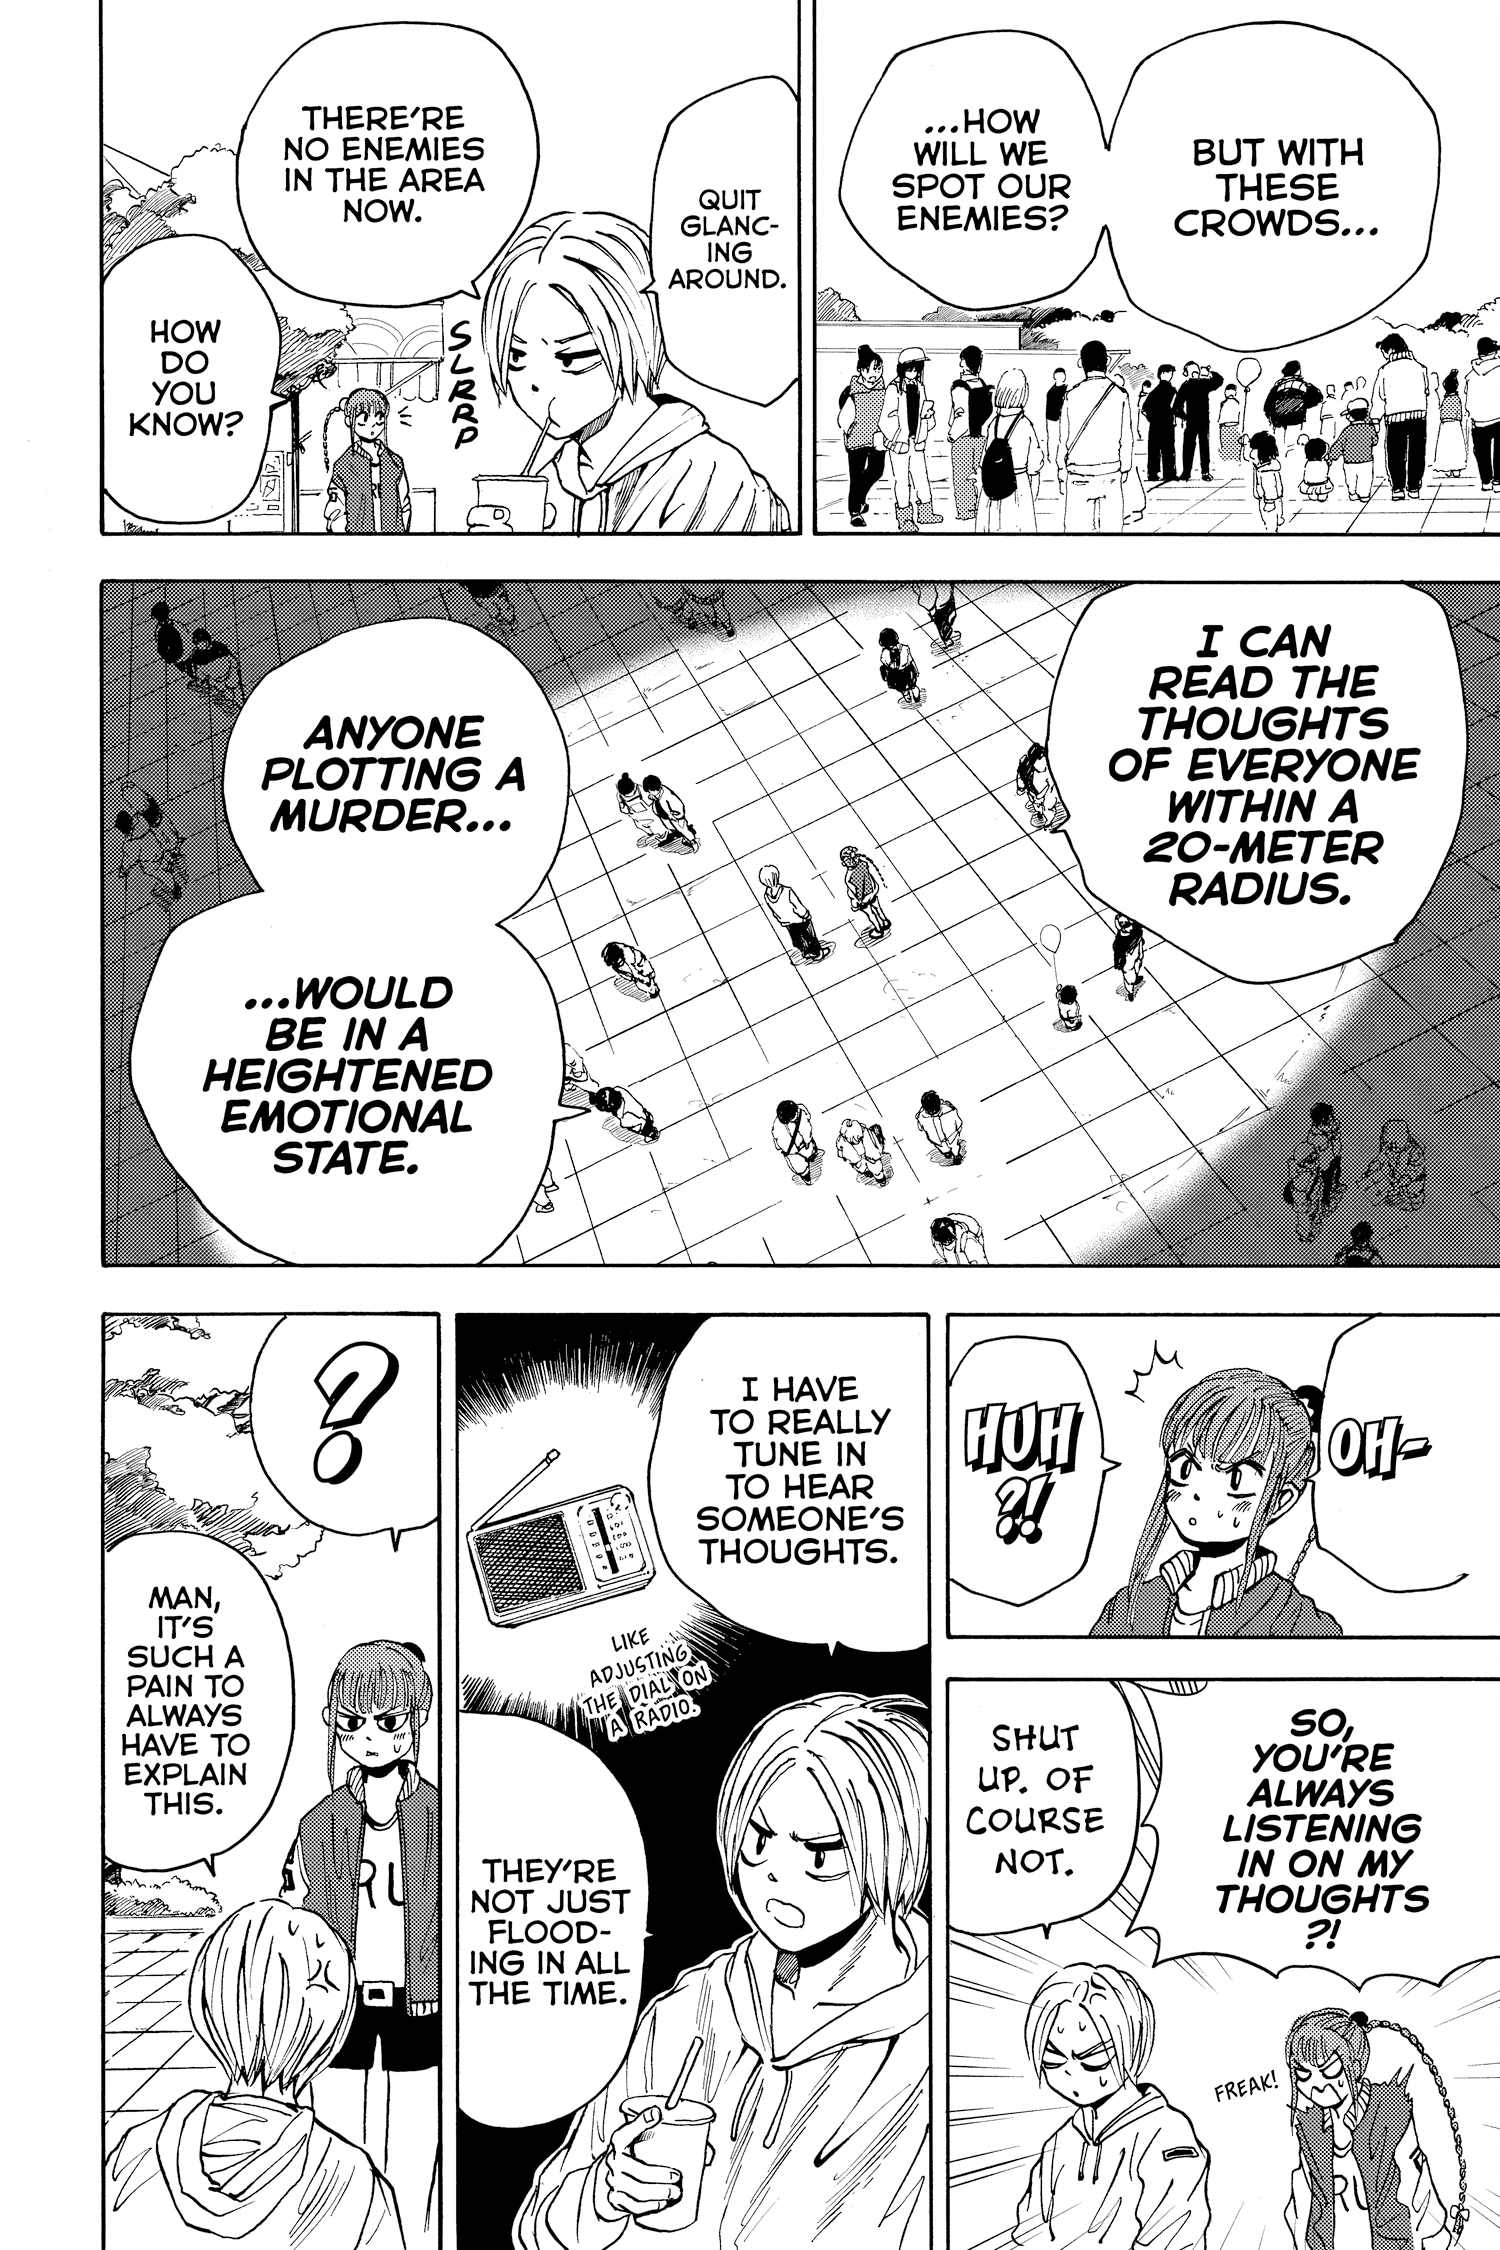 BUT WITH
THESE
CROWDS...
...HOW
WILL WE
SPOT OUR
ENEMIES?
QUIT
GLANC-
ING
AROUND.
THERE'RE
NO ENEMIES
IN THE AREA
NOW.
SLRRP
HOW
DO
YOU
KNOW?
I CAN
READ THE
THOUGHTS
OF EVERYONE
WITHIN A
20-METER
RADIUS.
ANYONE
PLOTTING A
MURDER...
...WOULD
BE IN A
HEIGHTENED
EMOTIONAL
STATE.
OH-
HUH
?!
SO,
YOU'RE
ALWAYS
LISTENING
IN ON MY
THOUGHTS
?!
FREAK!
SHUT
UP. OF
COURSE
NOT.
I HAVE
TO REALLY
TUNE IN
TO HEAR
SOMEONE'S
THOUGHTS.
LIKE
ADJUSTING
THE DIAL ON
A RADIO.
THEY'RE
NOT JUST
FLOOD-
ING IN ALL
THE TIME.
?
MAN,
IT'S
SUCH A
PAIN TO
ALWAYS
HAVE TO
EXPLAIN
THIS.
RU
RU